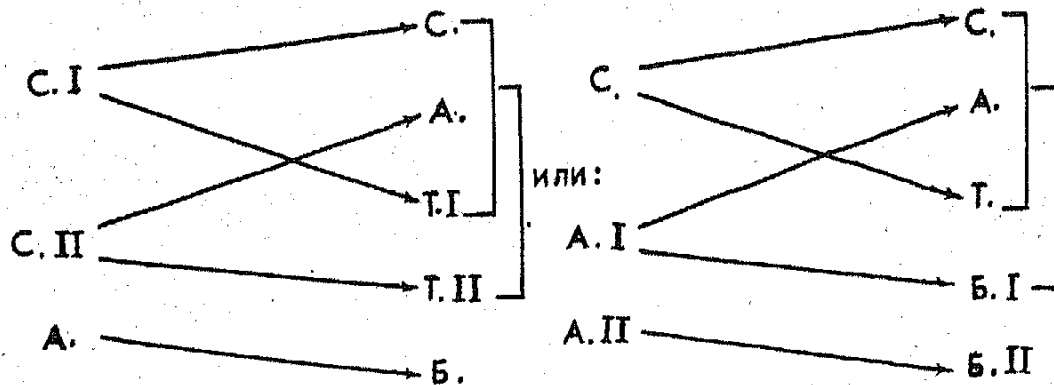 С. I
С. II
А.
С.
А.
Т. I
Т. II
Б.
или:
С.
А. I
А. II
С.
А.
Т.
Б. I
Б. II